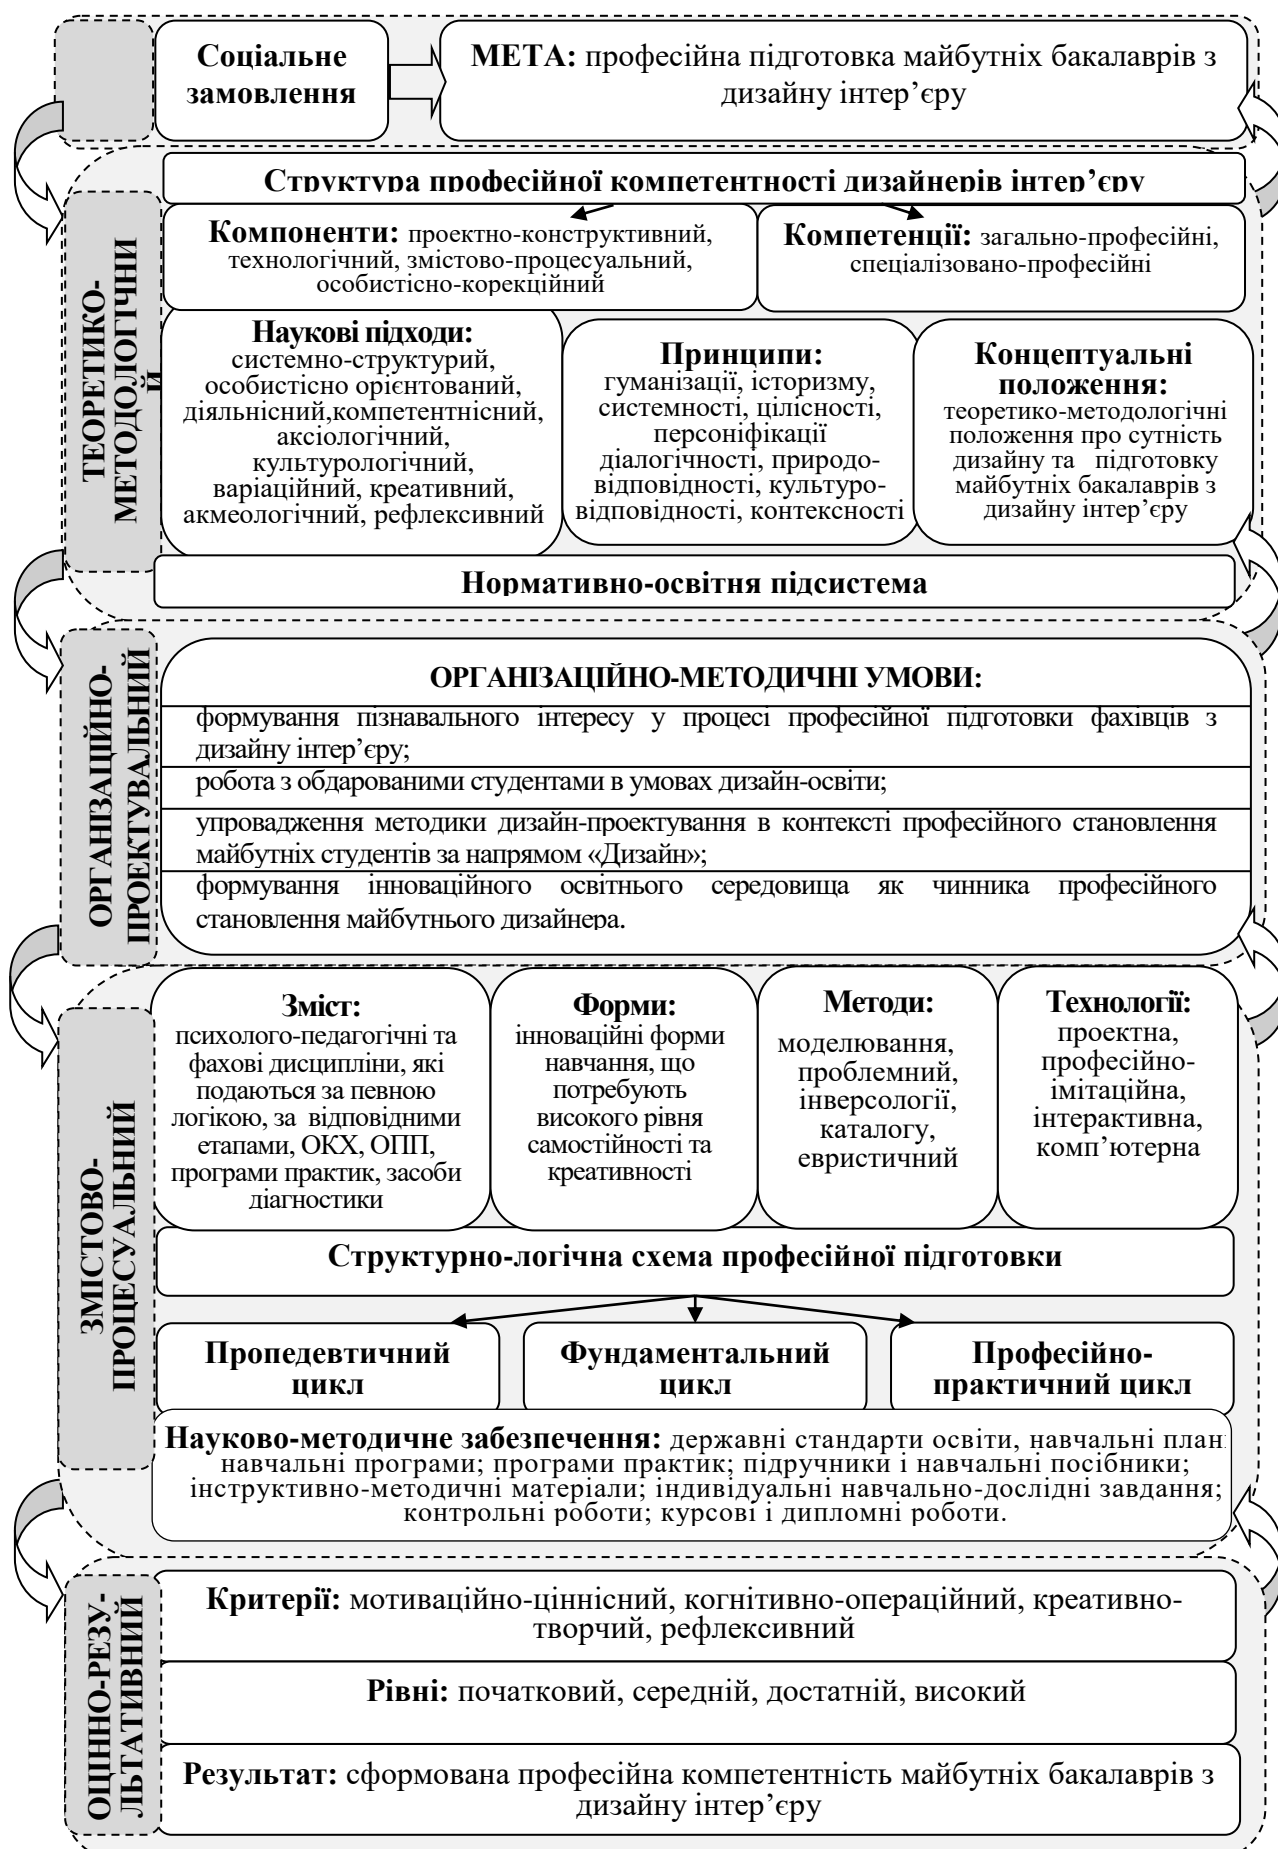 Соціальне
замовлення
МЕТА: професійна підготовка майбутніх бакалаврів з
дизайну інтер’єру
ТЕОРЕТИКО-
МЕТОДОЛОГІЧНИ
Й
Структура професійної компетентності дизайнерів інтер’єру
Компоненти: проектно-конструктивний,
технологічний, змістово-процесуальний,
особистісно-корекційний
Компетенції: загально-професійні,
спеціалізовано-професійні
Наукові підходи:
системно-структурий,
особистісно орієнтований,
діяльнісний,компетентнісний,
аксіологічний,
культурологічний,
варіаційний, креативний,
акмеологічний, рефлексивний
Принципи:
гуманізації, історизму,
системності, цілісності,
персоніфікації
діалогічності, природо-
відповідності, культуро-
відповідності, контексності
Концептуальні
положення:
теоретико-методологічні
положення про сутність
дизайну та підготовку
майбутніх бакалаврів з
дизайну інтер’єру
Нормативно-освітня підсистема
ОРГАНІЗАЦІЙНО-
ПРОЕКТУВАЛЬНИЙ
ОРГАНІЗАЦІЙНО-МЕТОДИЧНІ УМОВИ:
формування пізнавального інтересу у процесі професійної підготовки фахівців з
дизайну інтер’єру;
робота з обдарованими студентами в умовах дизайн-освіти;
упровадження методики дизайн-проектування в контексті професійного становлення
майбутніх студентів за напрямом «Дизайн»;
формування інноваційного освітнього середовища як чинника професійного
становлення майбутнього дизайнера.
ЗМІСТОВО-
ПРОЦЕСУАЛЬНИЙ
Зміст:
психолого-педагогічні та
фахові дисципліни, які
подаються за певною
логікою, за відповідними
етапами, ОКХ, ОПП,
програми практик, засоби
діагностики
Форми:
інноваційні форми
навчання, що
потребують
високого рівня
самостійності та
креативності
Методи:
моделювання,
проблемний,
інверсології,
каталогу,
евристичний
Технології:
проектна,
професійно-
імітаційна,
інтерактивна,
комп’ютерна
Структурно-логічна схема професійної підготовки
Пропедевтичний
цикл
Фундаментальний
цикл
Професійно-
практичний цикл
Науково-методичне забезпечення: державні стандарти освіти, навчальні план
навчальні програми; програми практик; підручники і навчальні посібники;
інструктивно-методичні матеріали; індивідуальні навчально-дослідні завдання;
контрольні роботи; курсові і дипломні роботи.
ОЦІННО-РЕЗУ-
ЛЬТАТИВНИЙ
Критерії: мотиваційно-ціннісний, когнітивно-операційний, креативно-
творчий, рефлексивний
Рівні: початковий, середній, достатній, високий
Результат: сформована професійна компетентність майбутніх бакалаврів з
дизайну інтер’єру